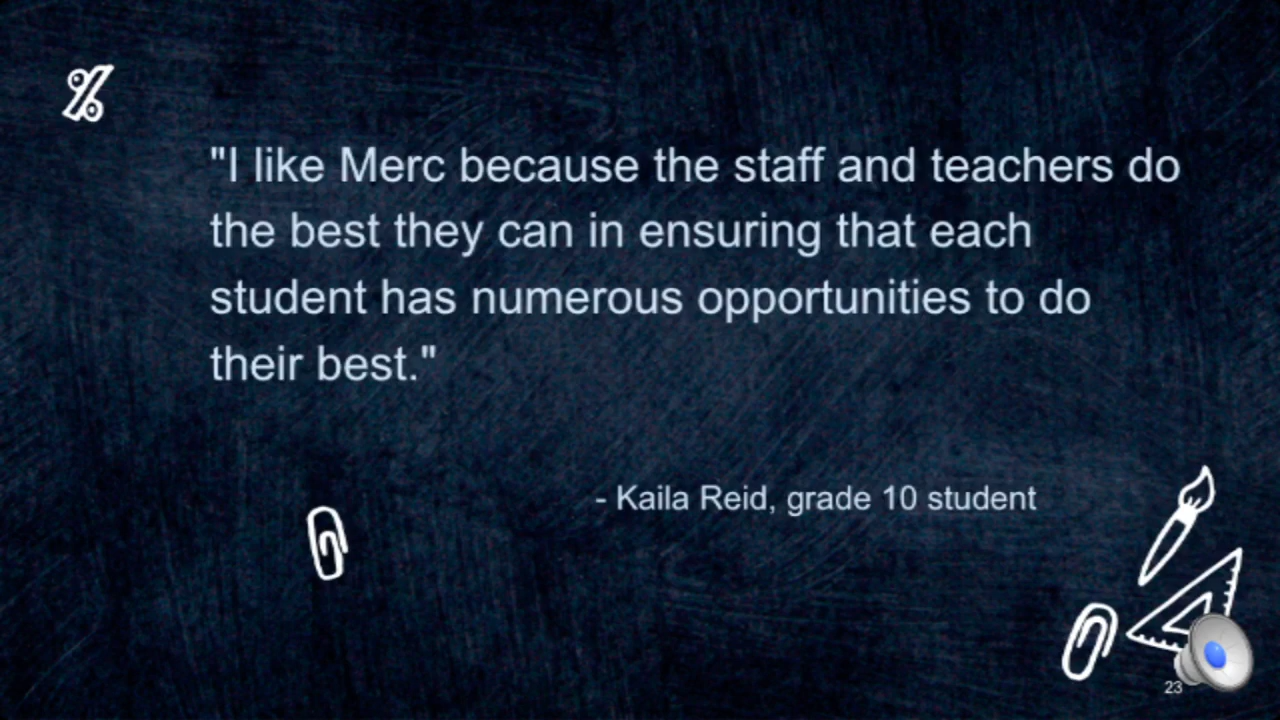 "I like Merc because the staff and teachers do
the best they can in ensuring that each
student has numerous opportunities to do
their best."
- Kaila Reid, grade 10 student
23